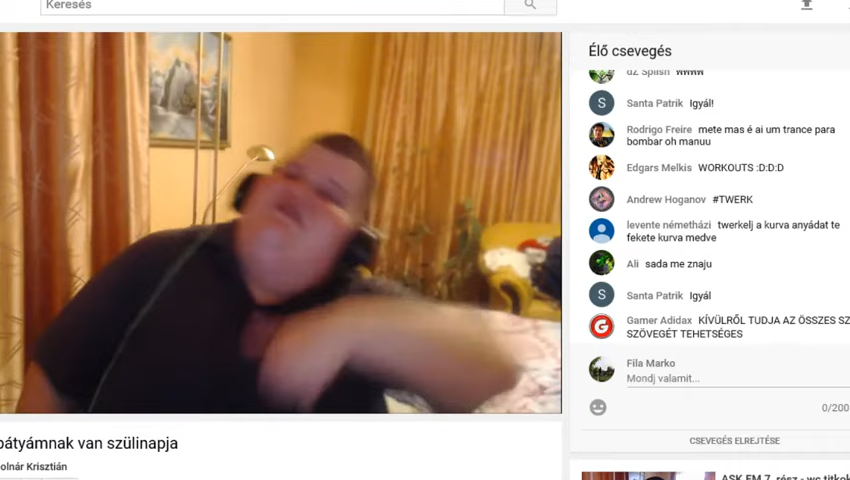 Keresés
Élő csevegés
dZ Splish wwww
Santa Patrik Igyál!
Rodrigo Freire mete mas é ai um trance para
bombar oh manuu
Edgars Melkis WORKOUTS :D:D:D
Andrew Hoganov #TWERK
levente németházi twerkelj a kurva anyádat te
fekete kurva medve
Ali sada me znaju
Santa Patrik Igyál
Gamer Adidax KÍVÜLRŐL TUDJA AZ ÖSSZES SZ
SZÖVEGÉT TEHETSÉGES
Fila Marko
Mondj valamit...
0/200
CSEVEGÉS ELREJTÉSE
bátyámnak van szülinapja
olnár Krisztián
ASK.FM 7. rész - wc titkok